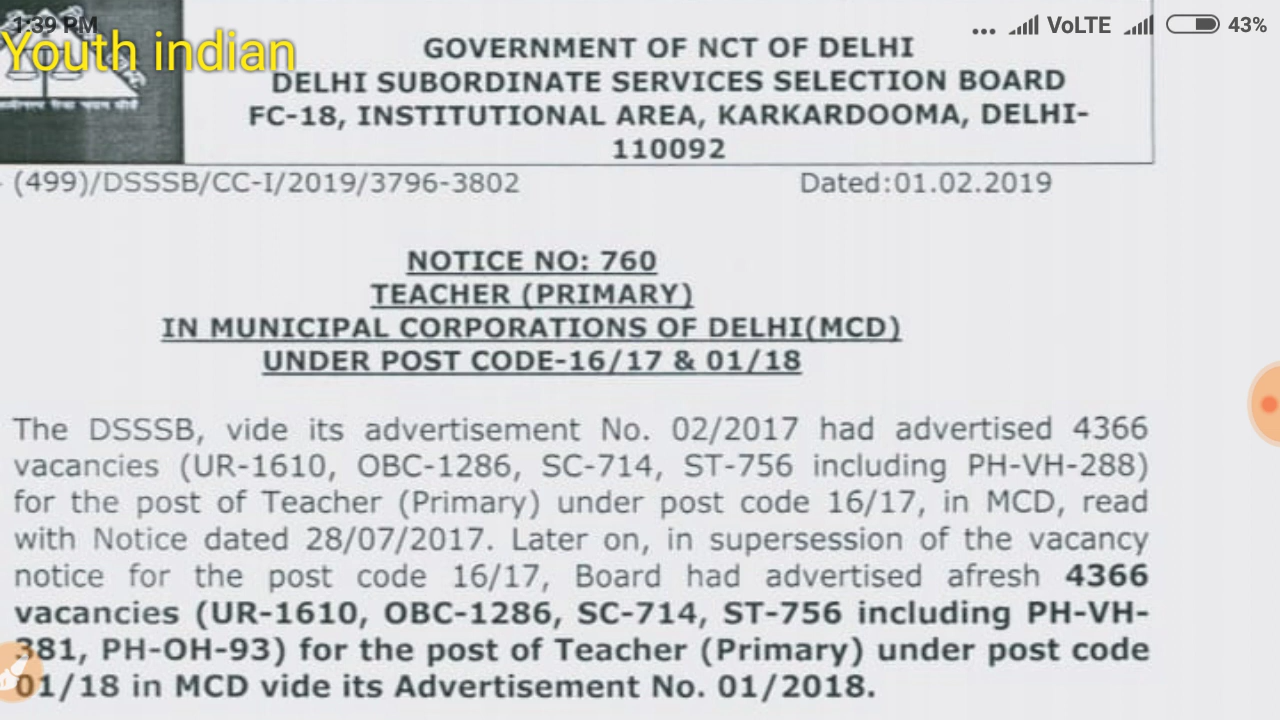 1:39 PM
... VoLTE 43%
Youth indian
GOVERNMENT OF NCT OF DELHI
DELHI SUBORDINATE SERVICES SELECTION BOARD
FC-18, INSTITUTIONAL AREA, KARKARDOOMA, DELHI-
110092
(499)/DSSSB/CC-I/2019/3796-3802 Dated:01.02.2019
NOTICE NO: 760
TEACHER (PRIMARY)
IN MUNICIPAL CORPORATIONS OF DELHI(MCD)
UNDER POST CODE-16/17 & 01/18
The DSSSB, vide its advertisement No. 02/2017 had advertised 4366
vacancies (UR-1610, OBC-1286, SC-714, ST-756 including PH-VH-288)
for the post of Teacher (Primary) under post code 16/17, in MCD, read
with Notice dated 28/07/2017. Later on, in supersession of the vacancy
notice for the post code 16/17, Board had advertised afresh 4366
vacancies (UR-1610, OBC-1286, SC-714, ST-756 including PH-VH-
381, PH-OH-93) for the post of Teacher (Primary) under post code
01/18 in MCD vide its Advertisement No. 01/2018.